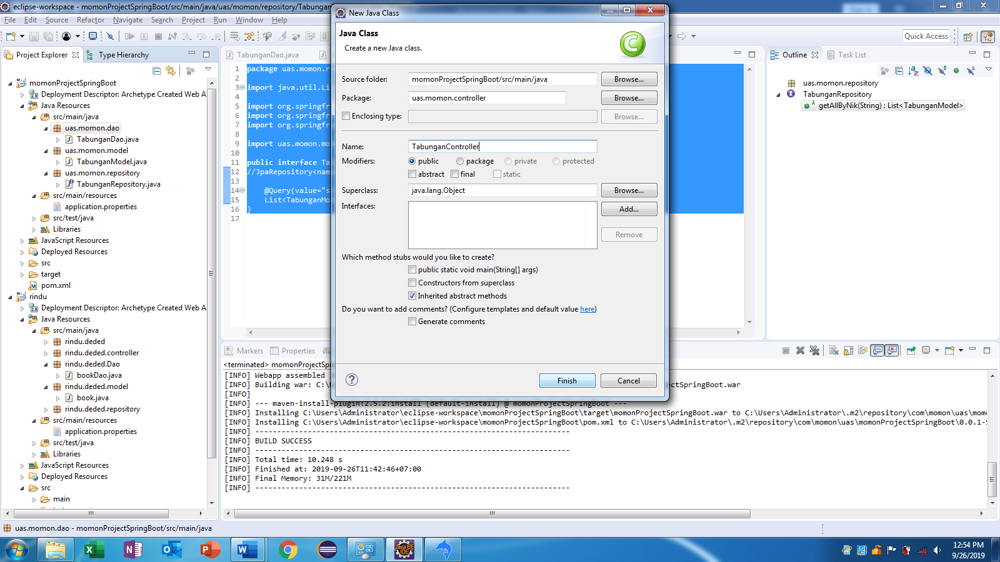 eclipse-workspace - momonProjectSpringBoot/src/main/java/uas/momon/repository/Tabungan
File Edit Source Refactor Navigate Search Project Run Window Help
Quick Access
Project Explorer
Type Hierarchy
momonProjectSpringBoot
Deployment Descriptor: Archetype Created Web A
Java Resources
src/main/java
uas.momon.dao
TabunganDao.java
uas.momon.model
TabunganModel.java
uas.momon.repository
TabunganRepository.java
src/main/resources
application.properties
src/test/java
Libraries
JavaScript Resources
Deployed Resources
src
target
pom.xml
rindu
Deployment Descriptor: Archetype Created Web A
Java Resources
src/main/java
rindu.deded
rindu.deded.controller
rindu.deded.Dao
bookDao.java
rindu.deded.model
book.java
rindu.deded.repository
src/main/resources
application.properties
src/test/java
Libraries
JavaScript Resources
Deployed Resources
src
main
TabunganDao.java
1 package uas.momon.r
2
3 import java.util.Li
4
5 import org.springfr
6 import org.springfr
7 import org.springfr
8
9 import uas.momon.mo
10
11 public interface Ta
12 //JpaRepository<nam
13
14 @Query(value="s
15 List<TabunganMo
16 }
17
New Java Class
Java Class
Create a new Java class.
Source folder: momonProjectSpringBoot/src/main/java Browse...
Package: uas.momon.controller Browse...
Enclosing type: Browse...
Name: TabunganController
Modifiers: public package private protected
abstract final static
Superclass: java.lang.Object Browse...
Interfaces: Add...
Remove
Which method stubs would you like to create?
public static void main(String[] args)
Constructors from superclass
Inherited abstract methods
Do you want to add comments? (Configure templates and default value here)
Generate comments
Finish Cancel
Outline
Task List
uas.momon.repository
TabunganRepository
getAllByNik(String) : List<TabunganModel>
Markers Properties
<terminated> momonProjectSp
[INFO] Webapp assembled
[INFO] Building war: C:\ jectSpringBoot.war
[INFO]
[INFO] --- maven-install-plugin:2.5.2:install (default-install) @ momonProjectSpringBoot ---
[INFO] Installing C:\Users\Administrator\eclipse-workspace\momonProjectSpringBoot\target\momonProjectSpringBoot.war to C:\Users\Administrator\.m2\repository\com\momon\uas\momo
[INFO] Installing C:\Users\Administrator\eclipse-workspace\momonProjectSpringBoot\pom.xml to C:\Users\Administrator\.m2\repository\com\momon\uas\momonProjectSpringBoot\0.0.1-S
[INFO] ------------------------------------------------------------------------
[INFO] BUILD SUCCESS
[INFO] ------------------------------------------------------------------------
[INFO] Total time: 10.248 s
[INFO] Finished at: 2019-09-26T11:42:46+07:00
[INFO] Final Memory: 31M/221M
[INFO] ------------------------------------------------------------------------
uas.momon.dao - momonProjectSpringBoot/src/main/java
Java EE
IDE
12:54 PM
9/26/2019